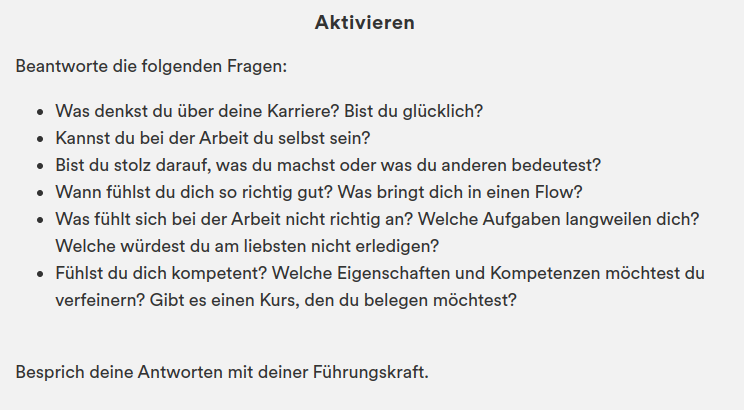 Aktivieren
Beantworte die folgenden Fragen:
• Was denkst du über deine Karriere? Bist du glücklich?
• Kannst du bei der Arbeit du selbst sein?
• Bist du stolz darauf, was du machst oder was du anderen bedeutest?
• Wann fühlst du dich so richtig gut? Was bringt dich in einen Flow?
• Was fühlt sich bei der Arbeit nicht richtig an? Welche Aufgaben langweilen dich?
Welche würdest du am liebsten nicht erledigen?
• Fühlst du dich kompetent? Welche Eigenschaften und Kompetenzen möchtest du
verfeinern? Gibt es einen Kurs, den du belegen möchtest?
Besprich deine Antworten mit deiner Führungskraft.